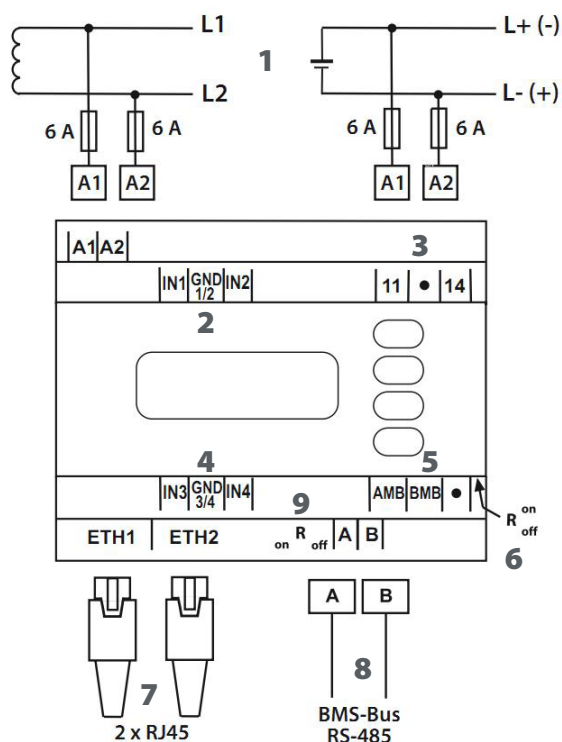 L1
L+ (-)
1
L2
L- (+)
6 A
6 A
6 A
6 A
A1
A2
A1
A2
A1
A2
3
IN1
GND
1/2
IN2
11
●
14
2
4
5
IN3
GND
3/4
IN4
9
AMB
BMB
●
R on
off
6
ETH1
ETH2
on R off
A
B
A
B
7
8
2 x RJ45
BMS-Bus
RS-485